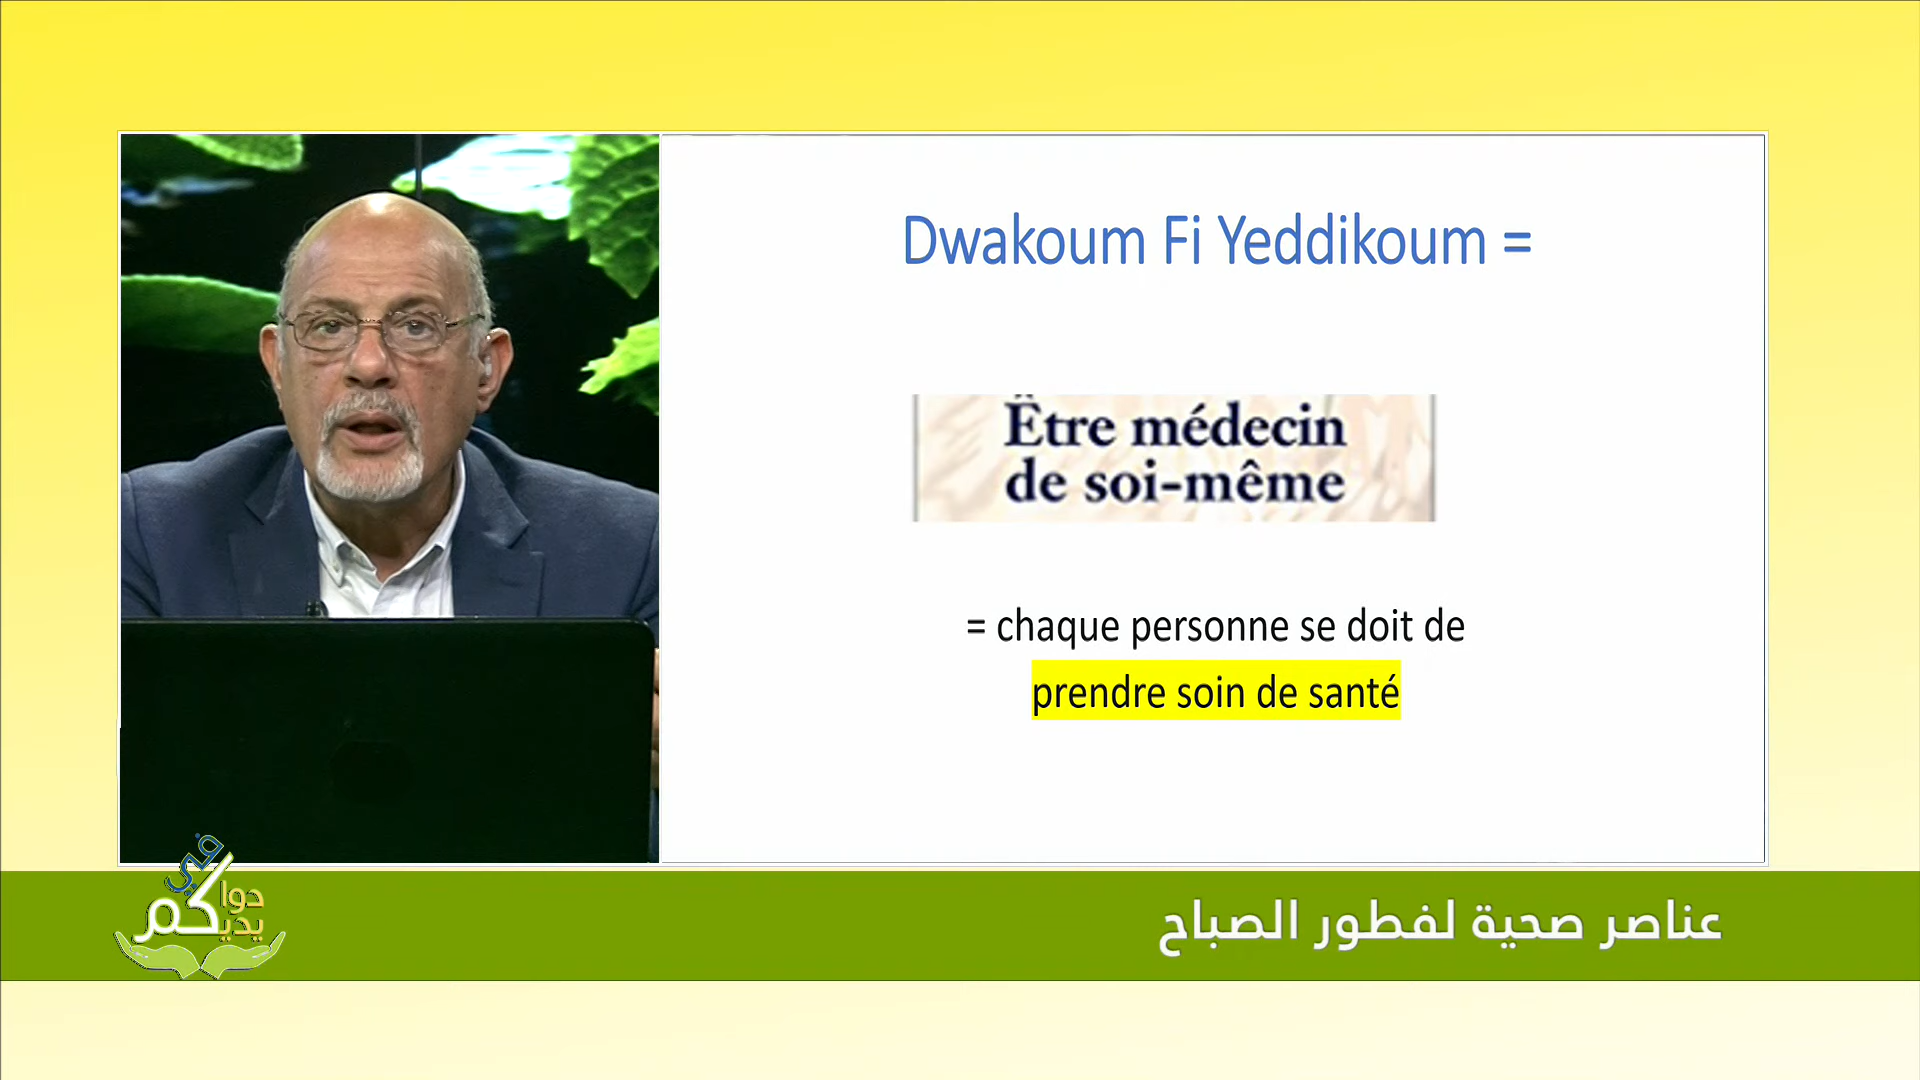 Dwakoum Fi Yeddikoum =
Être médecin
de soi-même
= chaque personne se doit de
prendre soin de santé
عناصر صحية لفطور الصباح
دواكم
في
يديكم